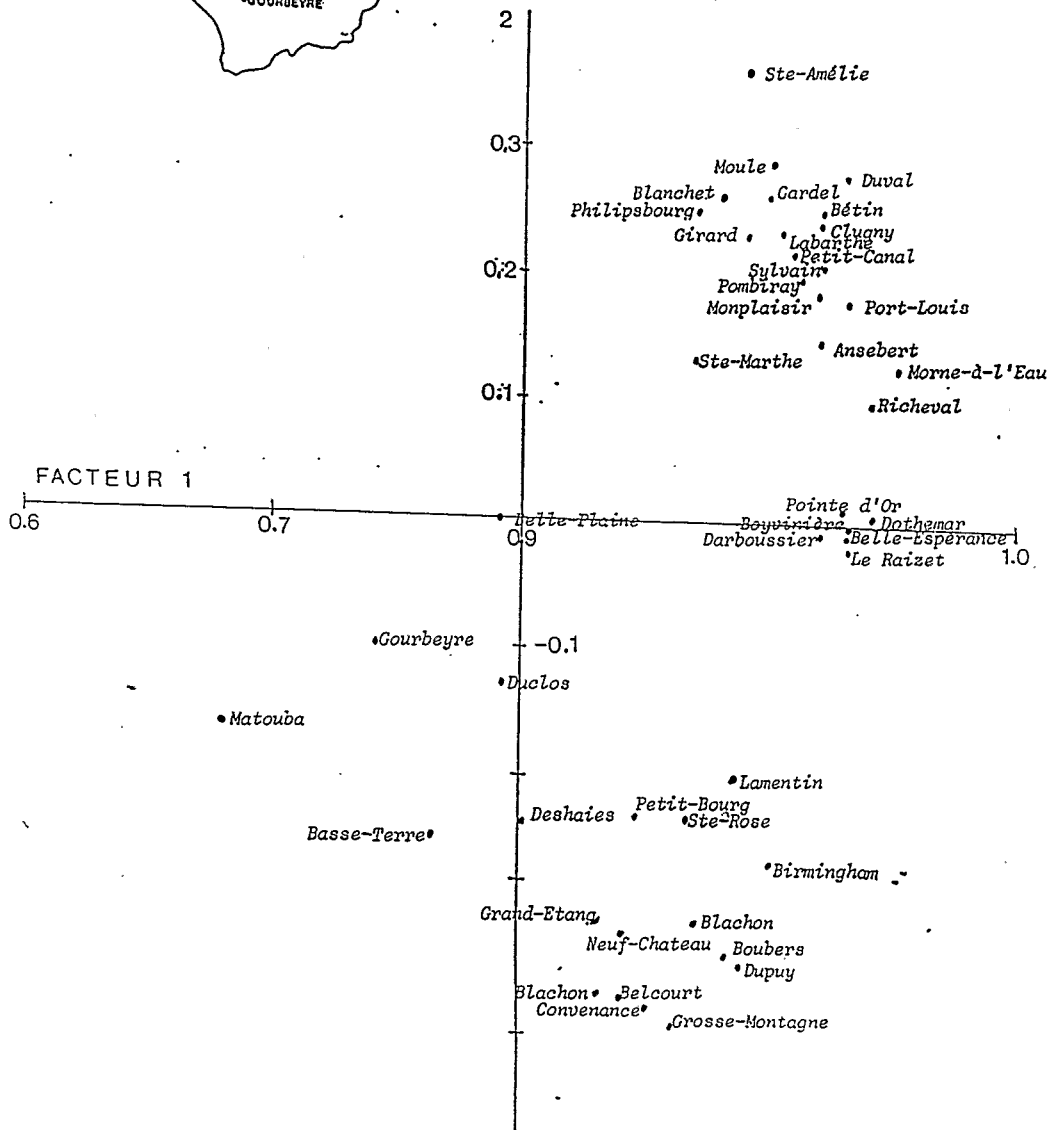 GOURBEYRE
2
Ste-Amélie
0,3
Moule
Duval
Blanchet
Gardel
Philipsbourg
Bétin
Girard
Clugny
Labarthe
Petit-Canal
0,2
Sylvain
Pombiray
Monplaisir
Port-Louis
Ansebert
Ste-Marthe
Morne-à-l'Eau
0,1
Richeval
FACTEUR 1
Pointe d'Or
0.6
0.7
Belle-Plaine
0,9
Boyvinière
Dothemar
Darboussier
Belle-Espérance
1.0
Le Raizet
Gourbeyre
-0.1
Duclos
Matouba
Lamentin
Petit-Bourg
Deshaies
Ste-Rose
Basse-Terre
Birmingham
Grand-Etang
Blachon
Neuf-Chateau
Boubers
Dupuy
Blachon
Belcourt
Convenance
Grosse-Montagne